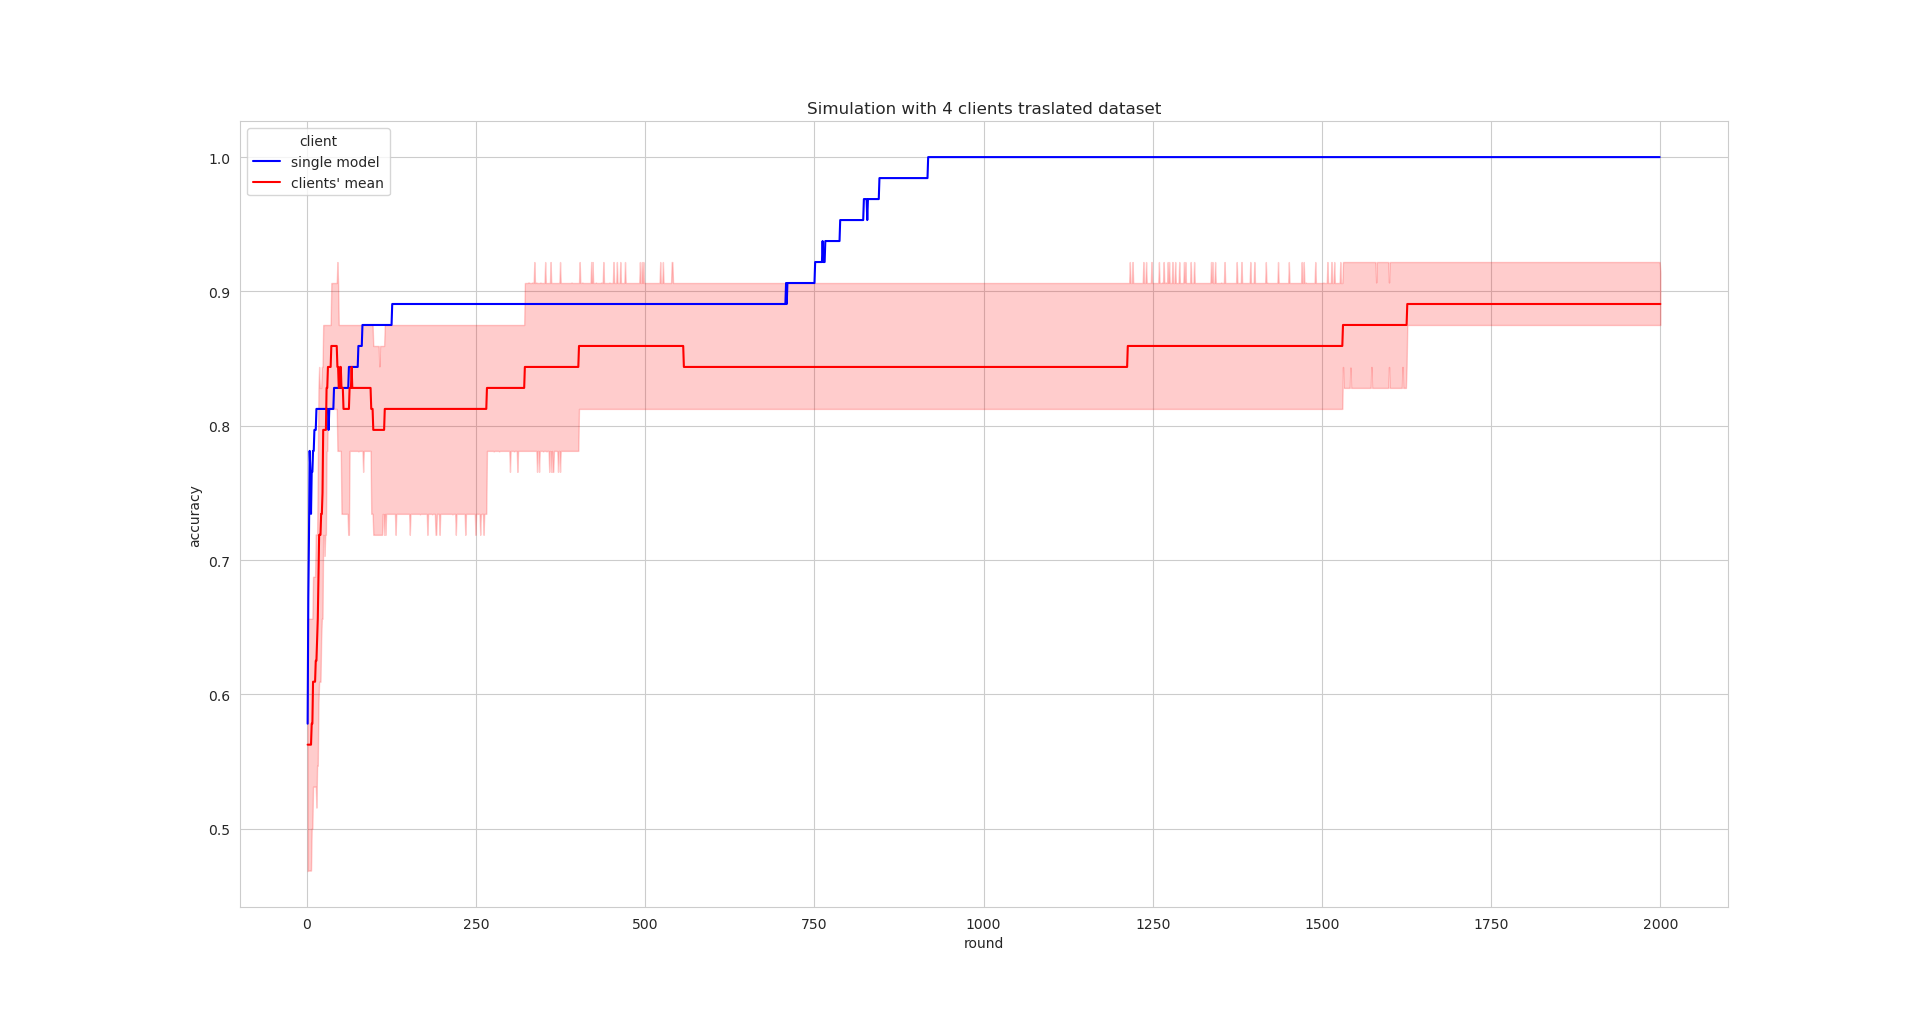 Simulation with 4 clients traslated dataset
client
single model
clients' mean
1.0
0.9
0.8
0.7
0.6
0.5
accuracy
0 250 500 750 1000 1250 1500 1750 2000
round